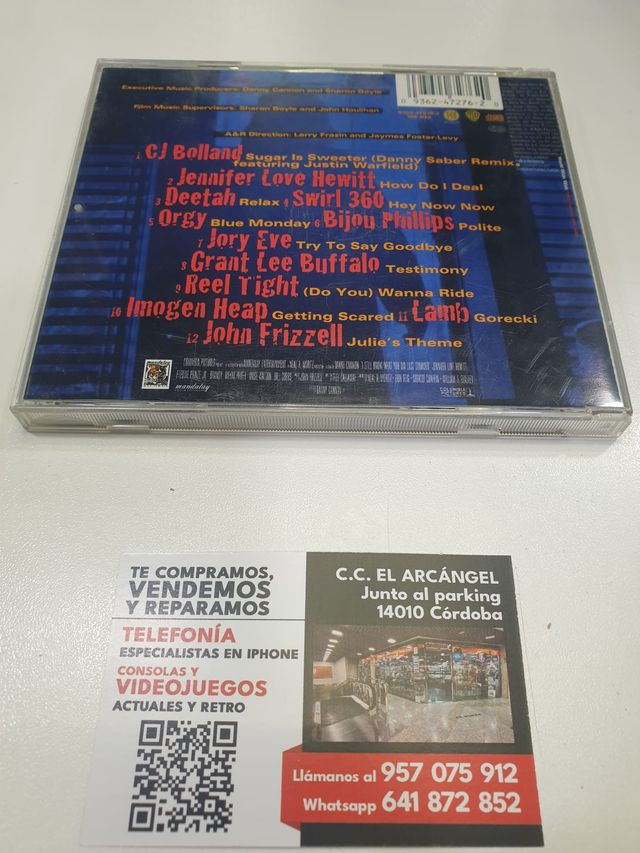 Executive Music Producers: Danny Cannon and Sharon Boyle
Film Music Supervisors: Sharon Boyle and John Houlihan
A&R Direction: Larry Frazin and Jaymes Foster-Levy
0 9362-47276-2 0
1 CJ Bolland Sugar Is Sweeter (Danny Saber Remix,
featuring Justin Warfield)
2 Jennifer Love Hewitt How Do I Deal
3 Deetah Relax 4 Swirl 360 Hey Now Now
5 Orgy Blue Monday 6 Bijou Phillips Polite
7 Jory Eve Try To Say Goodbye
8 Grant Lee Buffalo Testimony
9 Reel Tight (Do You) Wanna Ride
10 Imogen Heap Getting Scared 11 Lamb Gorecki
12 John Frizzell Julie's Theme
mandalay
TE COMPRAMOS,
VENDEMOS
Y REPARAMOS
TELEFONÍA
ESPECIALISTAS EN IPHONE
CONSOLAS Y
VIDEOJUEGOS
ACTUALES Y RETRO
C.C. EL ARCÁNGEL
Junto al parking
14010 Córdoba
Llámanos al 957 075 912
Whatsapp 641 872 852